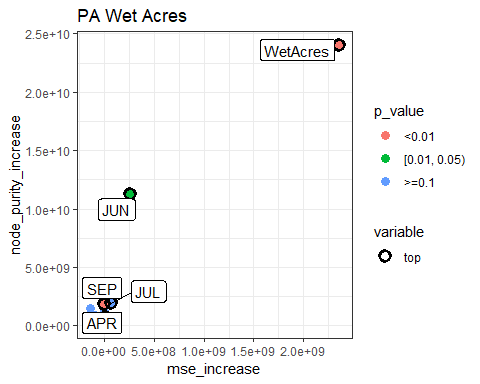 PA Wet Acres
node_purity_increase
2.5e+10
2.0e+10
1.5e+10
1.0e+10
5.0e+09
0.0e+00
WetAcres
JUN
SEP
JUL
APR
0.0e+00 5.0e+08 1.0e+09 1.5e+09 2.0e+09
mse_increase
p_value
<0.01
[0.01, 0.05)
>=0.1
variable
top